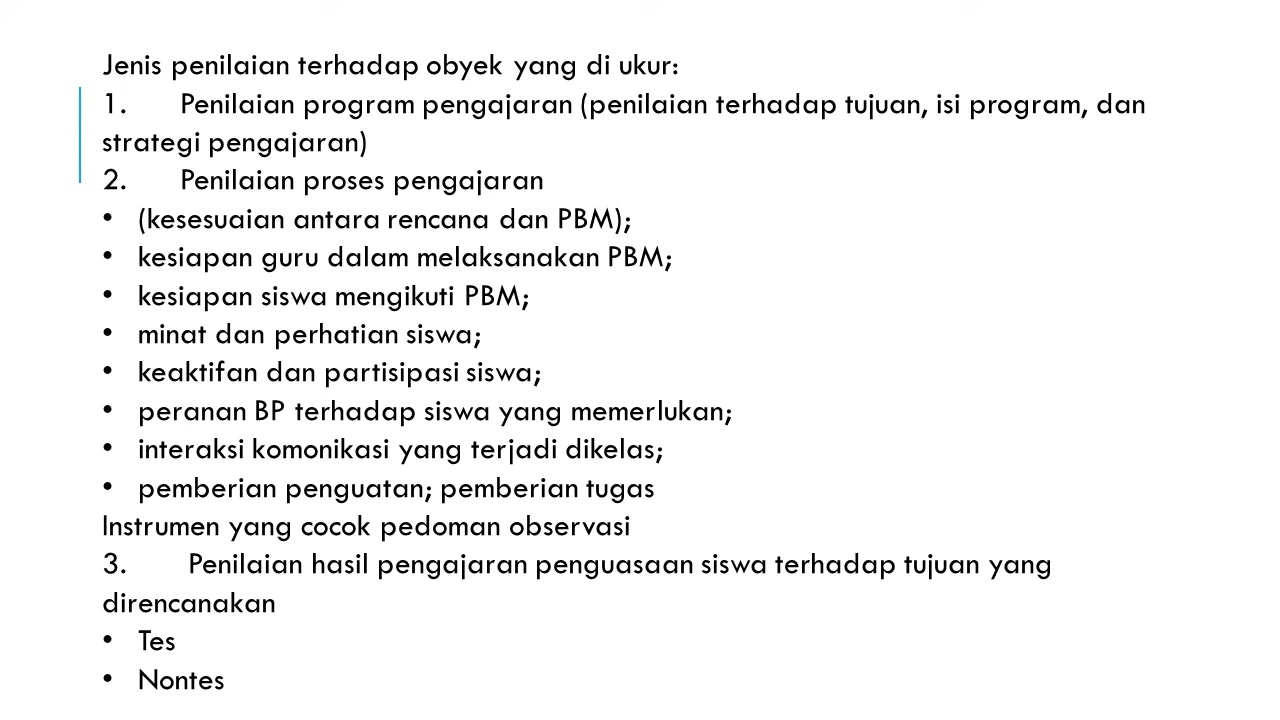 Jenis penilaian terhadap obyek yang di ukur:
1. Penilaian program pengajaran (penilaian terhadap tujuan, isi program, dan
strategi pengajaran)
2. Penilaian proses pengajaran
• (kesesuaian antara rencana dan PBM);
• kesiapan guru dalam melaksanakan PBM;
• kesiapan siswa mengikuti PBM;
• minat dan perhatian siswa;
• keaktifan dan partisipasi siswa;
• peranan BP terhadap siswa yang memerlukan;
• interaksi komonikasi yang terjadi dikelas;
• pemberian penguatan; pemberian tugas
Instrumen yang cocok pedoman observasi
3. Penilaian hasil pengajaran penguasaan siswa terhadap tujuan yang
direncanakan
• Tes
• Nontes